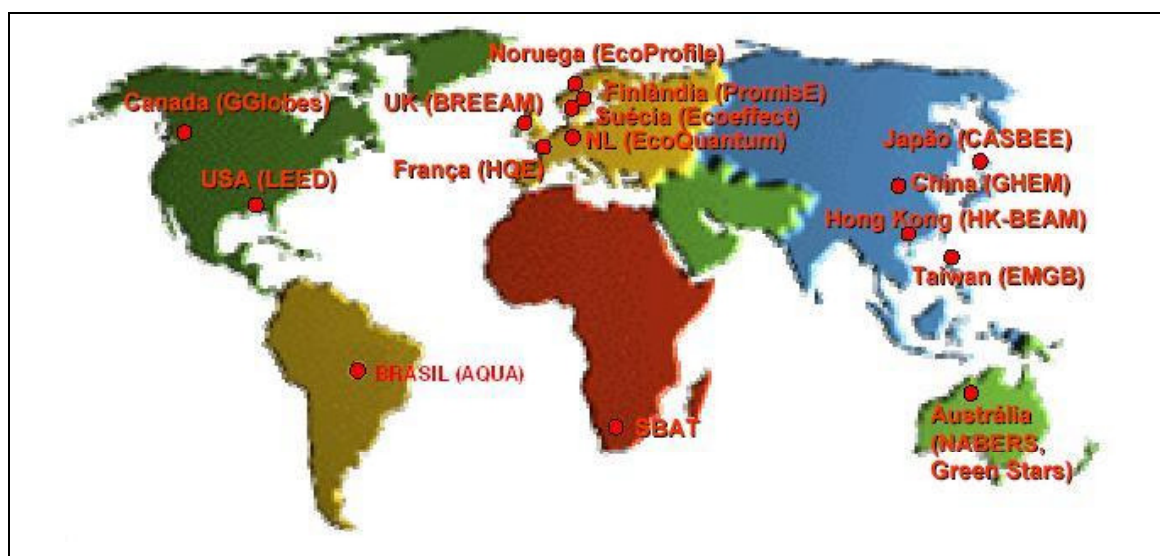 Noruega (EcoProfile)
Canada (GGlobes)
UK (BREEAM)
Finlândia (PromisE)
Suécia (Ecoeffect)
NL (EcoQuantum)
França (HQE)
USA (LEED)
Japão (CASBEE)
China (GHEM)
Hong Kong (HK-BEAM)
Taiwan (EMGB)
BRASIL (AQUA)
SBAT
Austrália
(NABERS,
Green Stars)